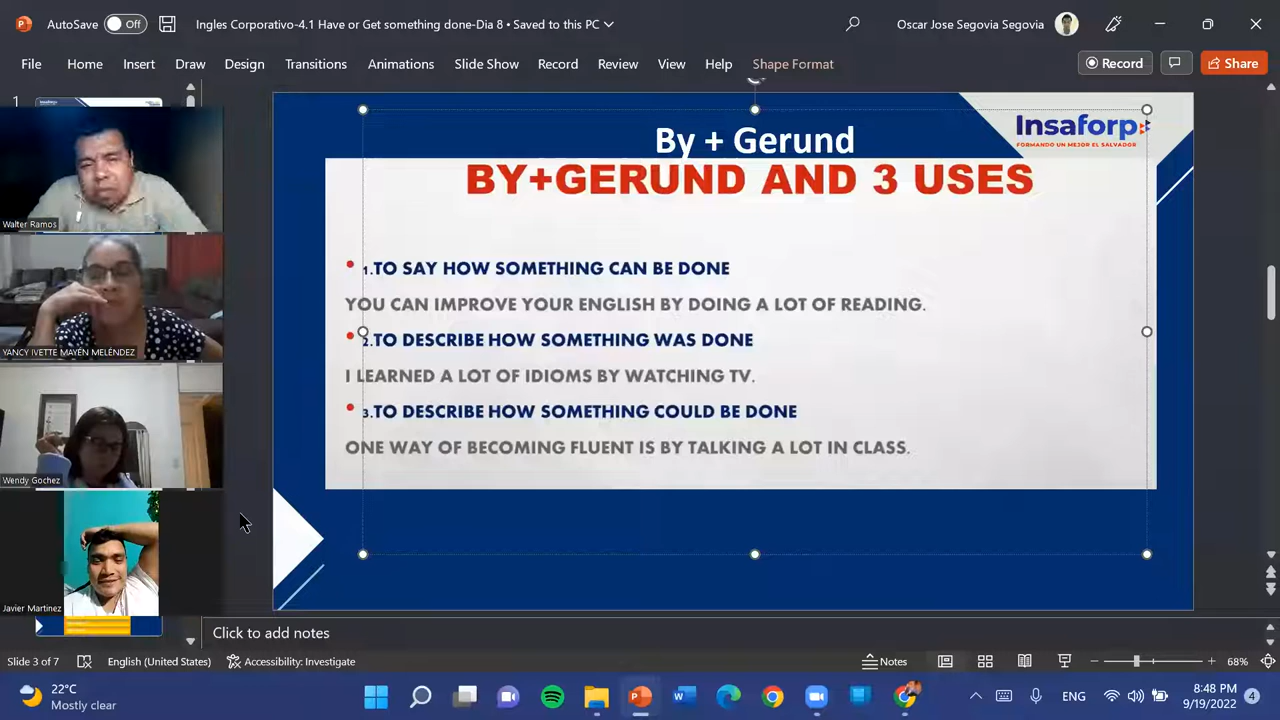 AutoSave Off Ingles Corporativo-4.1 Have or Get something done-Dia 8 • Saved to this PC Oscar Jose Segovia Segovia
File Home Insert Draw Design Transitions Animations Slide Show Record Review View Help Shape Format Record Share
1
Walter Ramos
YANCY IVETTE MAYÉN MELÉNDEZ
Wendy Gochez
Javier Martinez
By + Gerund
Insaforp
FORMANDO UN MEJOR EL SALVADOR
BY+GERUND AND 3 USES
• 1.TO SAY HOW SOMETHING CAN BE DONE
YOU CAN IMPROVE YOUR ENGLISH BY DOING A LOT OF READING.
• 2.TO DESCRIBE HOW SOMETHING WAS DONE
I LEARNED A LOT OF IDIOMS BY WATCHING TV.
• 3.TO DESCRIBE HOW SOMETHING COULD BE DONE
ONE WAY OF BECOMING FLUENT IS BY TALKING A LOT IN CLASS.
Click to add notes
Slide 3 of 7 English (United States) Accessibility: Investigate Notes 68%
22°C
Mostly clear
ENG
8:48 PM
9/19/2022
4